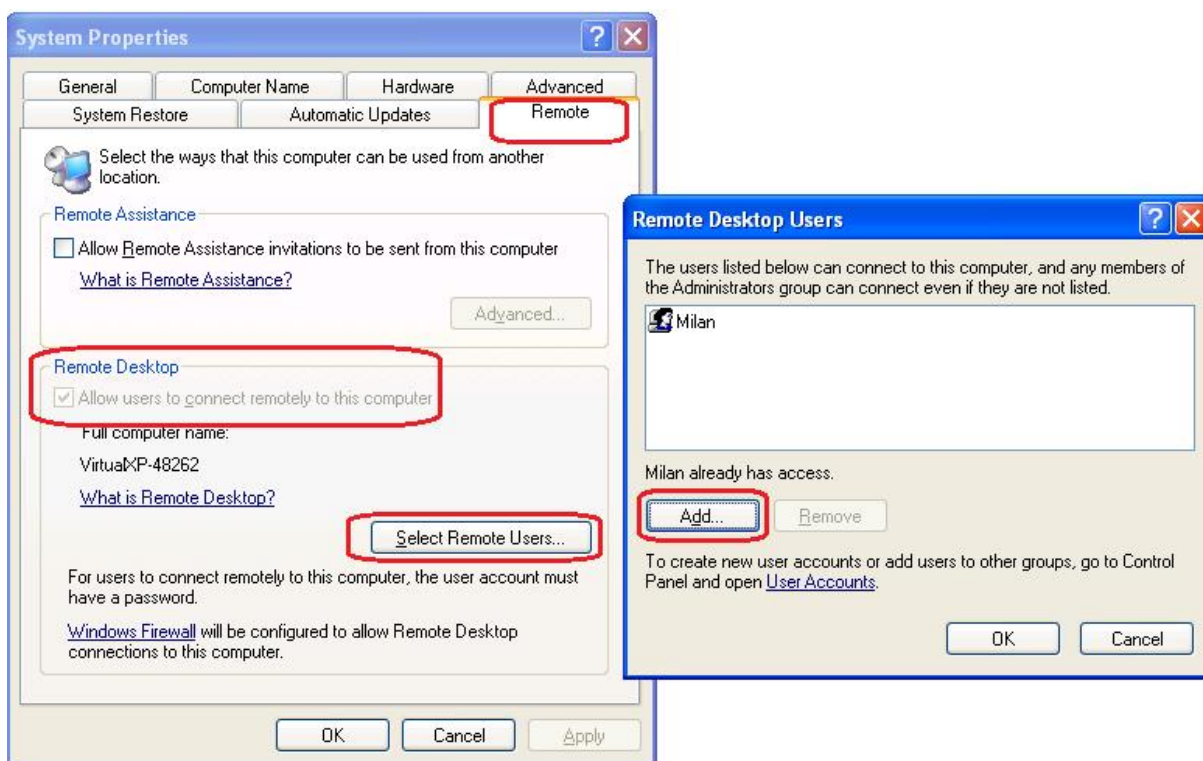 System Properties
General
Computer Name
Hardware
Advanced
System Restore
Automatic Updates
Remote
Select the ways that this computer can be used from another
location.
Remote Assistance
Allow Remote Assistance invitations to be sent from this computer
What is Remote Assistance?
Advanced...
Remote Desktop
Allow users to connect remotely to this computer
Full computer name:
VirtualXP-48262
What is Remote Desktop?
Select Remote Users...
For users to connect remotely to this computer, the user account must
have a password.
Windows Firewall will be configured to allow Remote Desktop
connections to this computer.
OK
Cancel
Apply
Remote Desktop Users
The users listed below can connect to this computer, and any members of
the Administrators group can connect even if they are not listed.
Milan
Milan already has access.
Add...
Remove
To create new user accounts or add users to other groups, go to Control
Panel and open User Accounts.
OK
Cancel